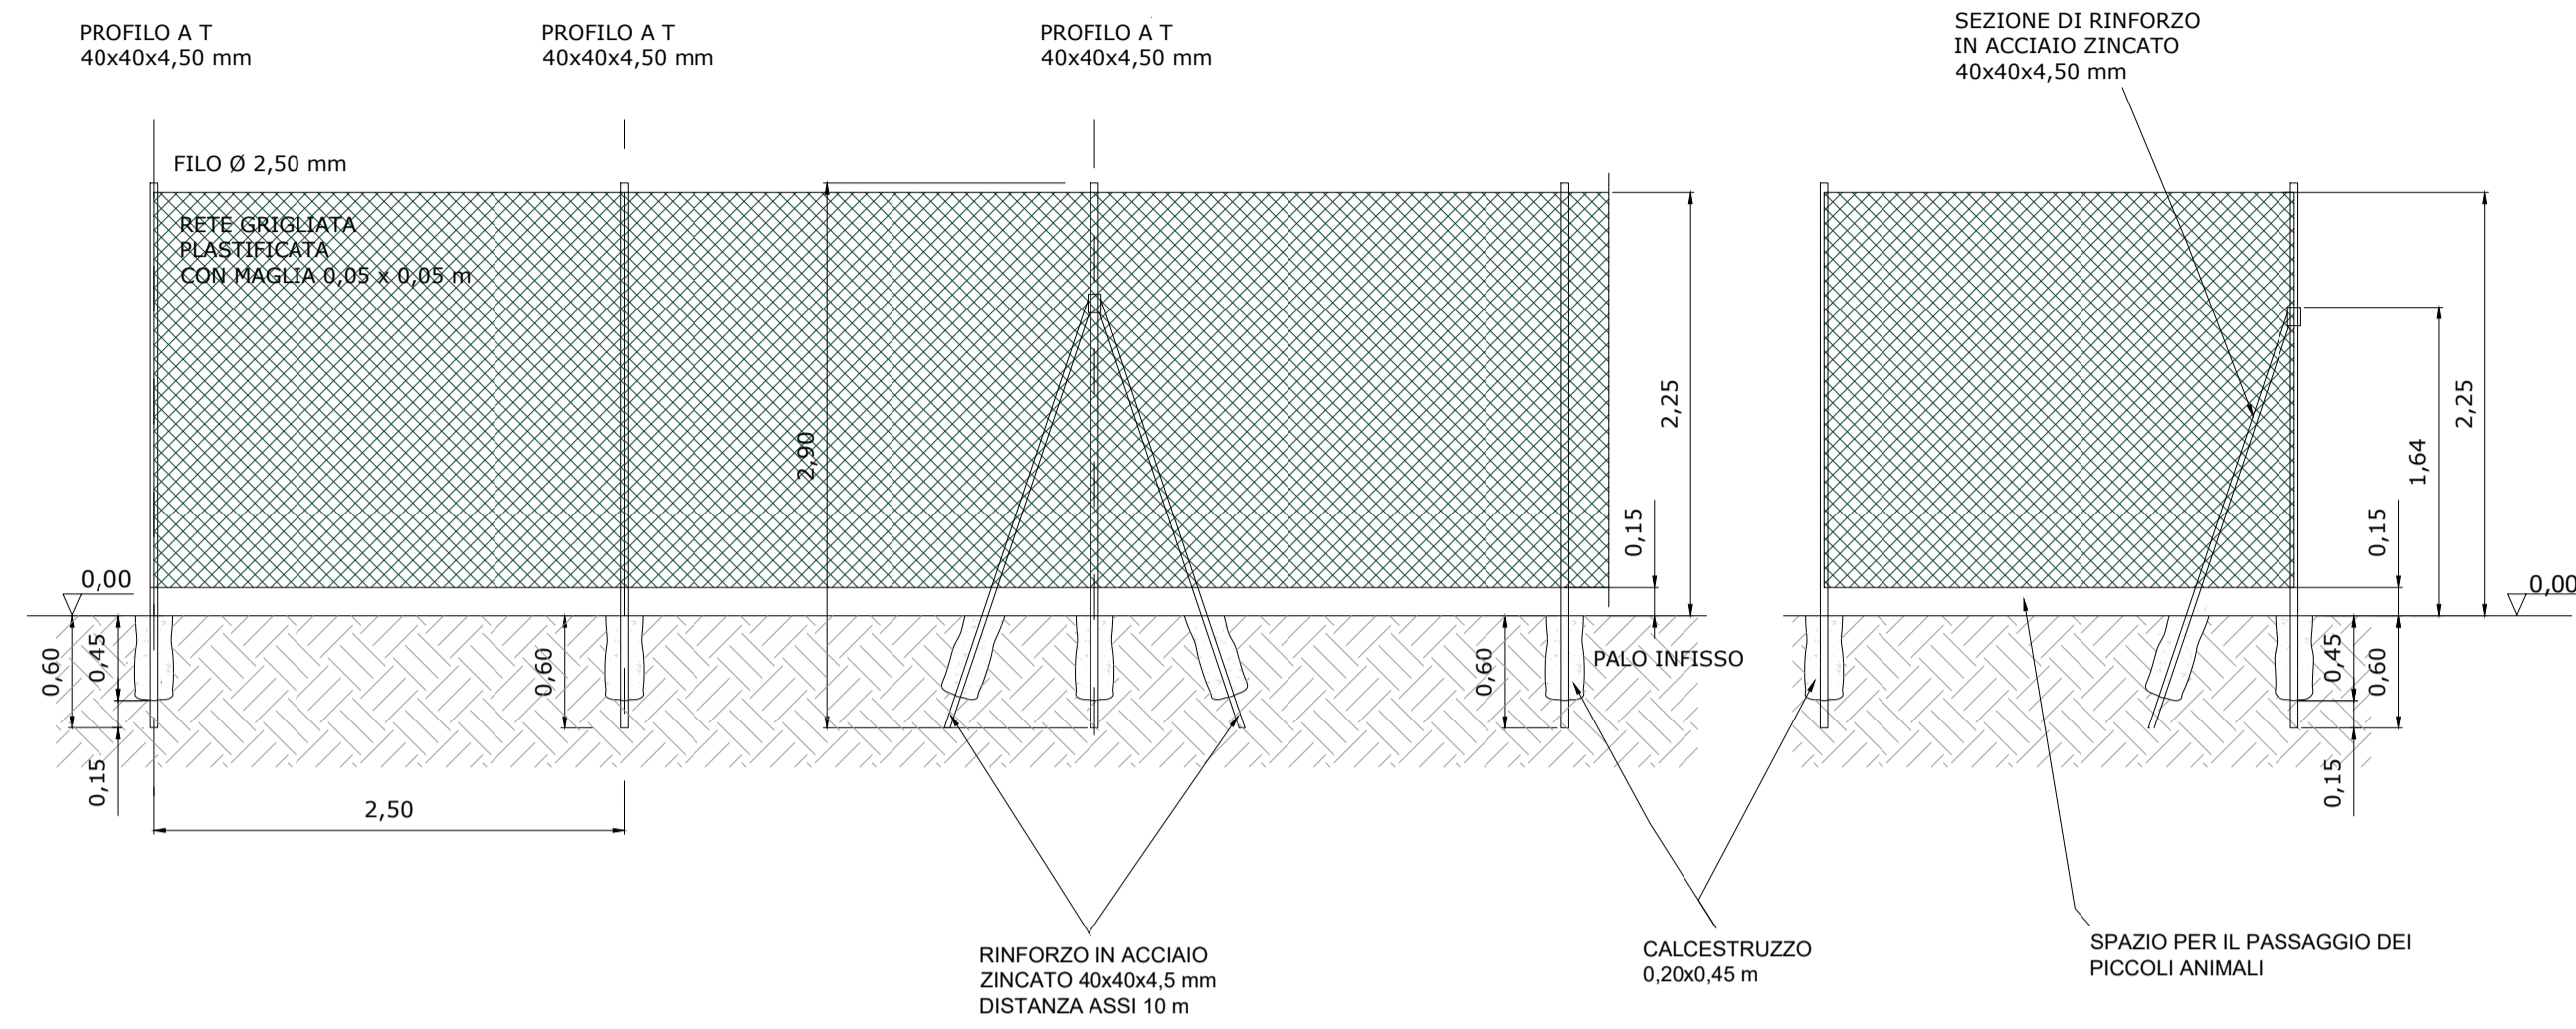 PROFILO A T
40x40x4,50 mm
PROFILO A T
40x40x4,50 mm
PROFILO A T
40x40x4,50 mm
SEZIONE DI RINFORZO
IN ACCIAIO ZINCATO
40x40x4,50 mm
FILO Ø 2,50 mm
RETE GRIGLIATA
PLASTIFICATA
CON MAGLIA 0,05 x 0,05 m
2,90
2,25
0,15
2,25
1,64
0,15
0,00
0,00
0,60
0,45
0,15
0,60
0,60
PALO INFISSO
0,45
0,60
0,15
2,50
RINFORZO IN ACCIAIO
ZINCATO 40x40x4,5 mm
DISTANZA ASSI 10 m
CALCESTRUZZO
0,20x0,45 m
SPAZIO PER IL PASSAGGIO DEI
PICCOLI ANIMALI